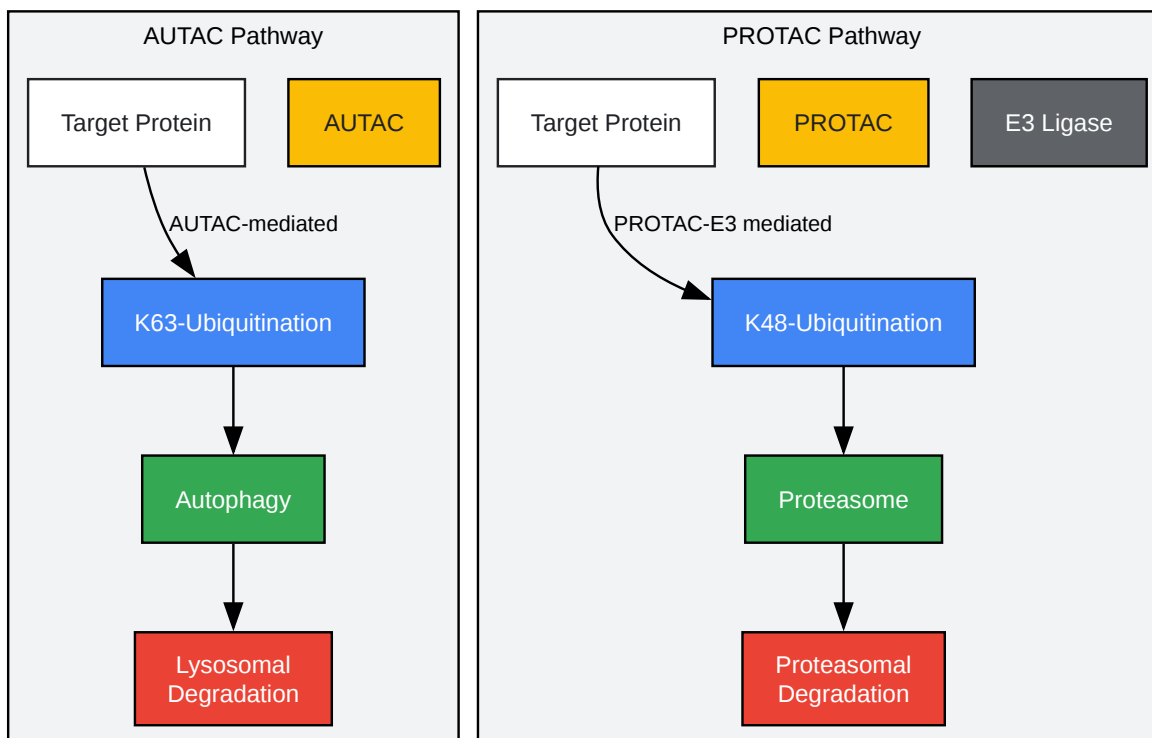 AUTAC Pathway
Target Protein
AUTAC
AUTAC-mediated
K63-Ubiquitination
Autophagy
Lysosomal
Degradation
PROTAC Pathway
Target Protein
PROTAC
E3 Ligase
PROTAC-E3 mediated
K48-Ubiquitination
Proteasome
Proteasomal
Degradation